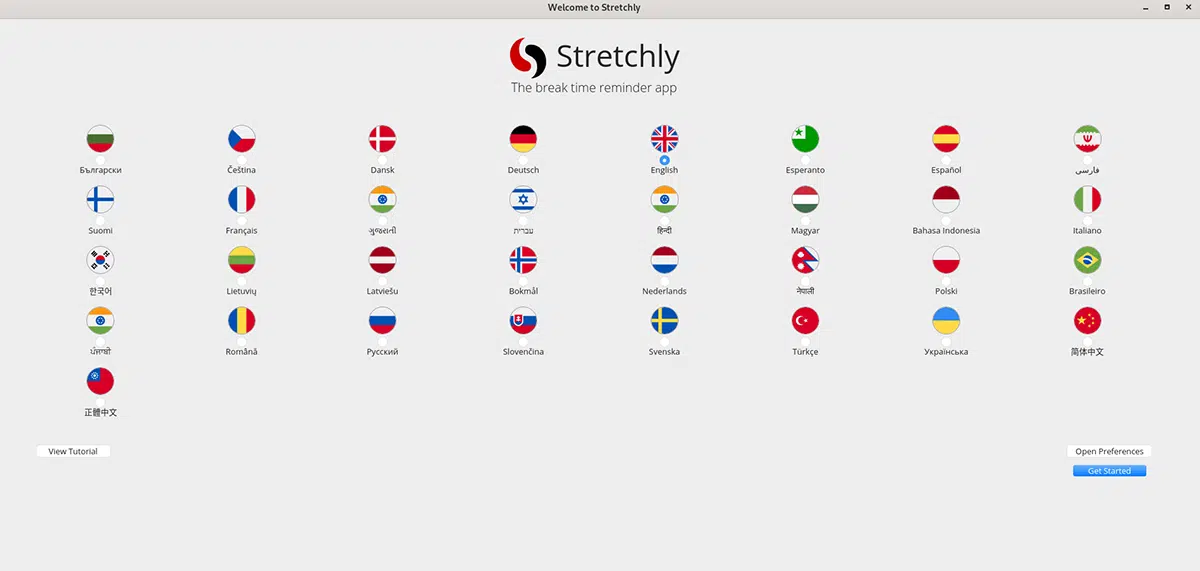 Welcome to Stretchly
Stretchly
The break time reminder app
Български Čeština Dansk Deutsch English Esperanto Español فارسی
Suomi Français ગુજરાતી עברית हिन्दी Magyar Bahasa Indonesia Italiano
한국어 Lietuvių Latviešu Bokmål Nederlands नेपाली Polski Brasileiro
ਪੰਜਾਬੀ Română Русский Slovenčina Svenska Türkçe Українська 简体中文
正體中文
View Tutorial Open Preferences
Get Started